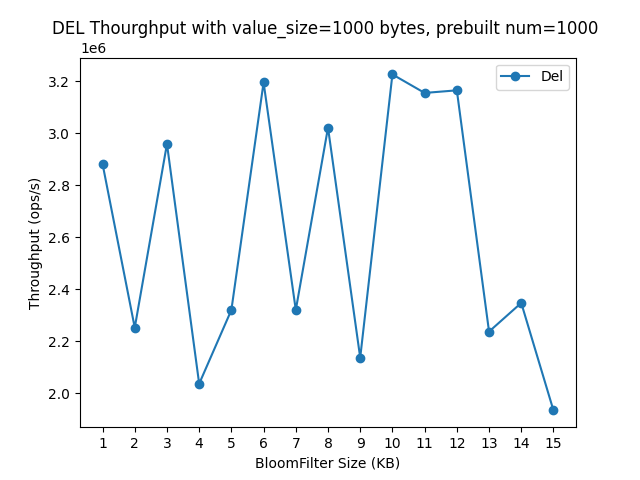 DEL Thourghput with value_size=1000 bytes, prebuilt num=1000
1e6
Del
3.2
3.0
2.8
2.6
2.4
2.2
2.0
Throughput (ops/s)
1 2 3 4 5 6 7 8 9 10 11 12 13 14 15
BloomFilter Size (KB)